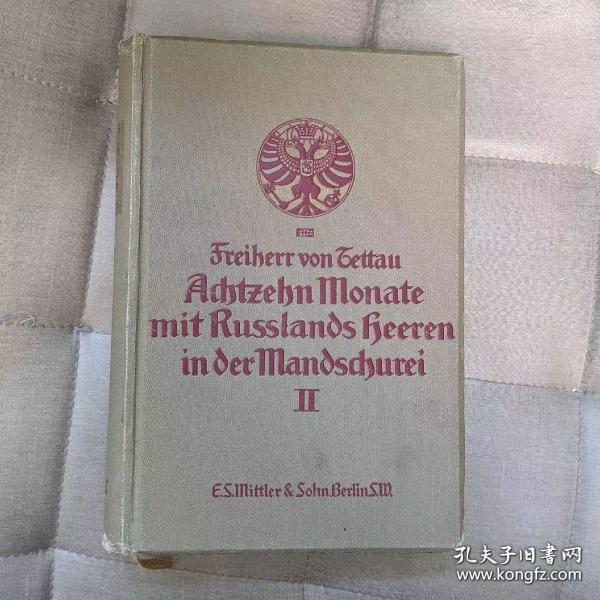 Freiherr von Tettau
Achtzehn Monate
mit Russlands Heeren
in der Mandschurei
II
E.S.Mittler & Sohn.Berlin S.W.
孔夫子旧书网
www.kongfz.com